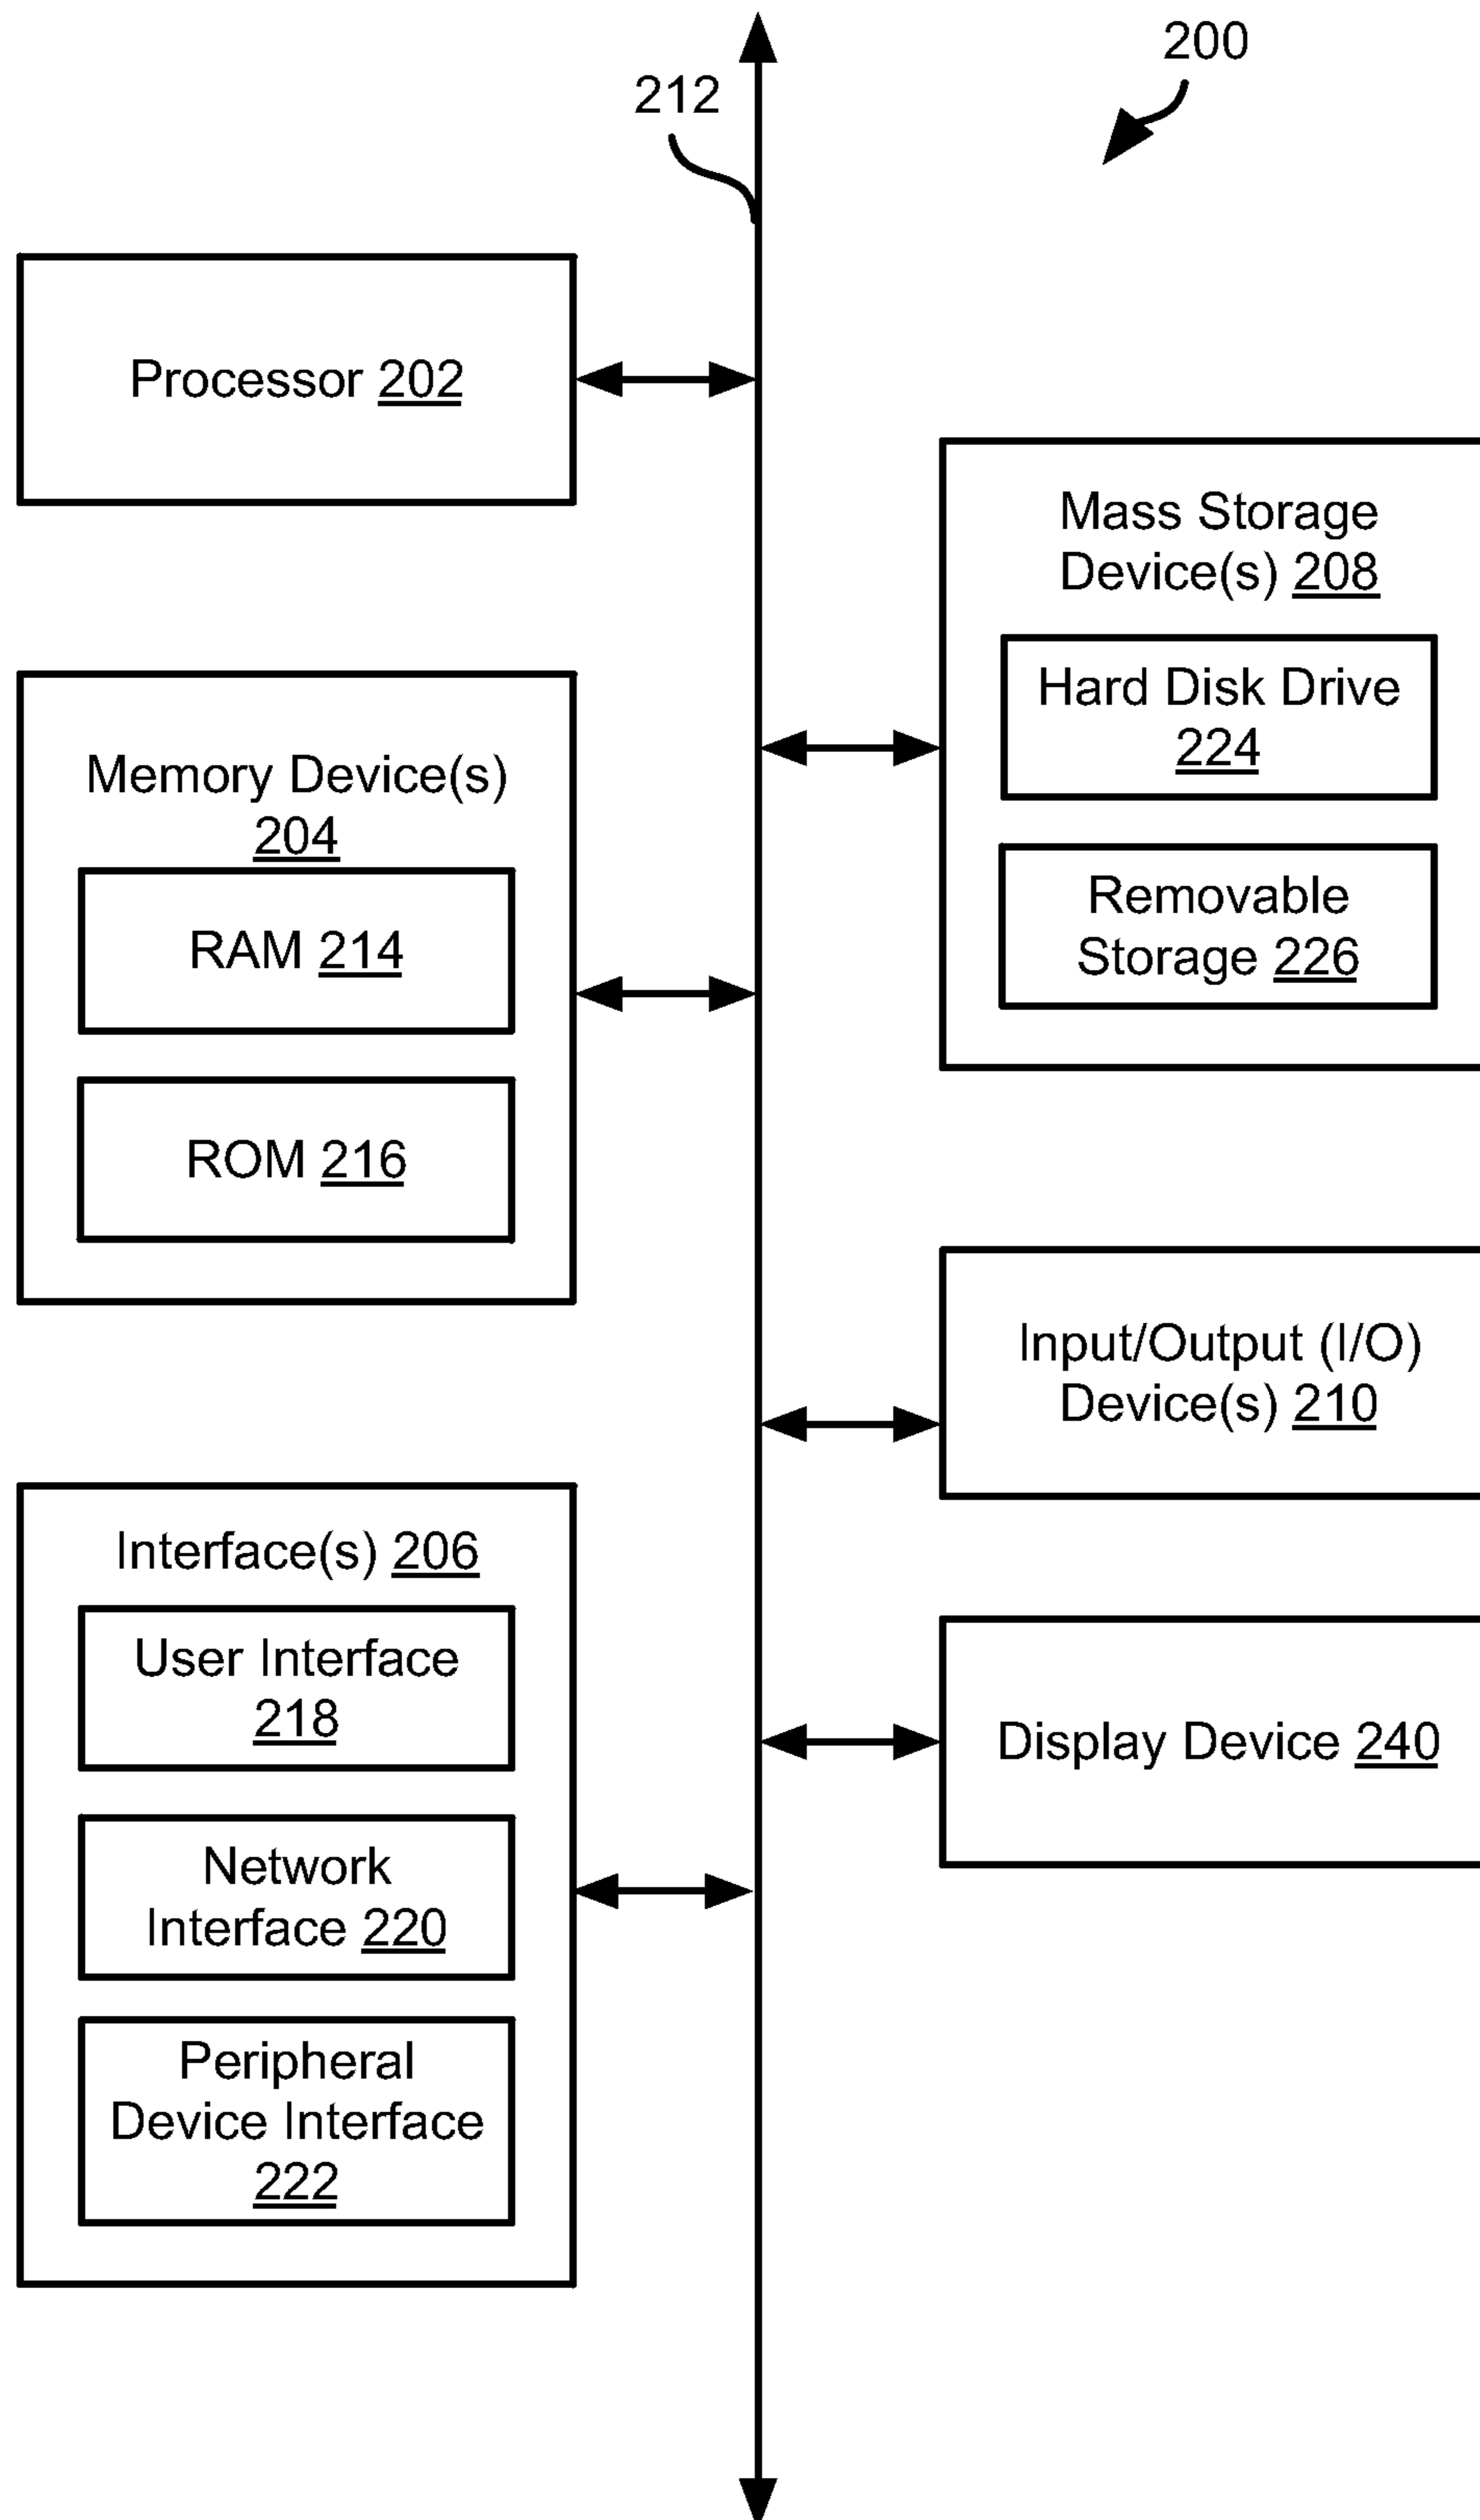 200
212
Processor 202
Mass Storage
Device(s) 208
Hard Disk Drive
224
Removable
Storage 226
Memory Device(s)
204
RAM 214
ROM 216
Input/Output (I/O)
Device(s) 210
Interface(s) 206
User Interface
218
Network
Interface 220
Peripheral
Device Interface
222
Display Device 240